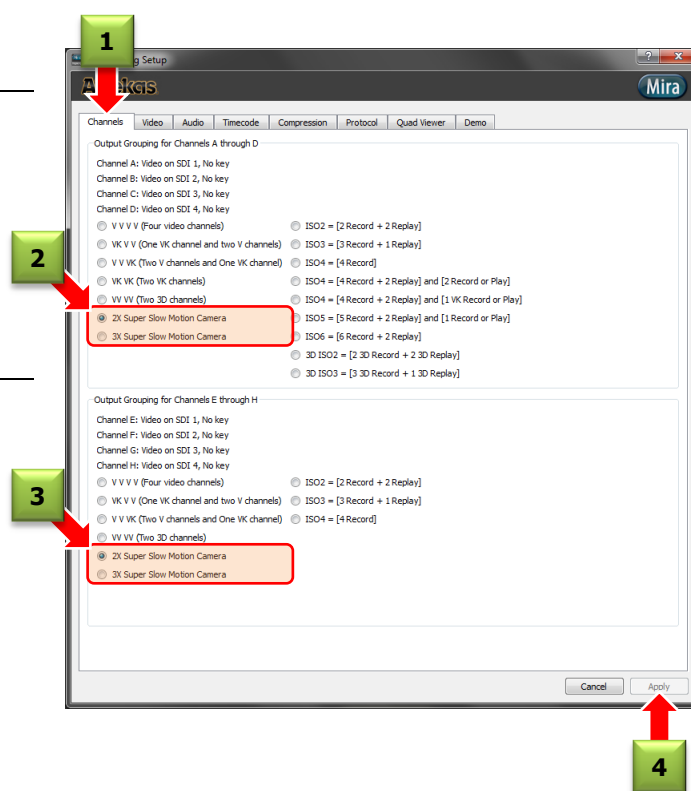 1
g Setup
Mira
Channels Video Audio Timecode Compression Protocol Quad Viewer Demo
Output Grouping for Channels A through D
Channel A: Video on SDI 1, No key
Channel B: Video on SDI 2, No key
Channel C: Video on SDI 3, No key
Channel D: Video on SDI 4, No key
V V V V (Four video channels) ISO2 = [2 Record + 2 Replay]
VK V V (One VK channel and two V channels) ISO3 = [3 Record + 1 Replay]
2
V V VK (Two V channels and One VK channel) ISO4 = [4 Record]
VK VK (Two VK channels) ISO4 = [4 Record + 2 Replay] and [2 Record or Play]
VV VV (Two 3D channels) ISO4 = [4 Record + 2 Replay] and [1 VK Record or Play]
2X Super Slow Motion Camera ISO5 = [5 Record + 2 Replay] and [1 Record or Play]
3X Super Slow Motion Camera ISO6 = [6 Record + 2 Replay]
3D ISO2 = [2 3D Record + 2 3D Replay]
3D ISO3 = [3 3D Record + 1 3D Replay]
Output Grouping for Channels E through H
Channel E: Video on SDI 1, No key
Channel F: Video on SDI 2, No key
Channel G: Video on SDI 3, No key
Channel H: Video on SDI 4, No key
V V V V (Four video channels) ISO2 = [2 Record + 2 Replay]
3
VK V V (One VK channel and two V channels) ISO3 = [3 Record + 1 Replay]
V V VK (Two V channels and One VK channel) ISO4 = [4 Record]
VV VV (Two 3D channels)
2X Super Slow Motion Camera
3X Super Slow Motion Camera
Cancel Apply
4